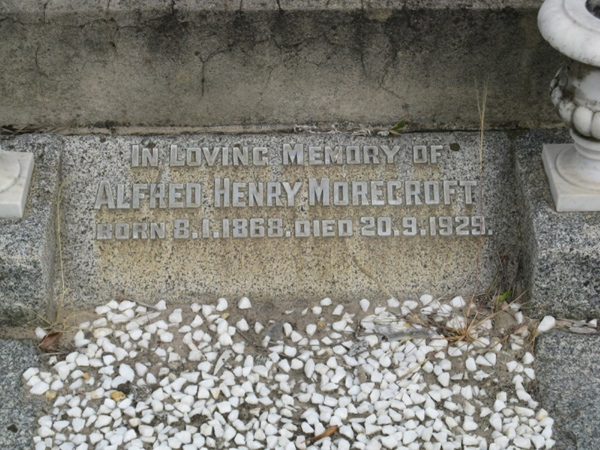 IN LOVING MEMORY OF
ALFRED HENRY MORECROFT
BORN 8.1.1868. DIED 20.9.1929.